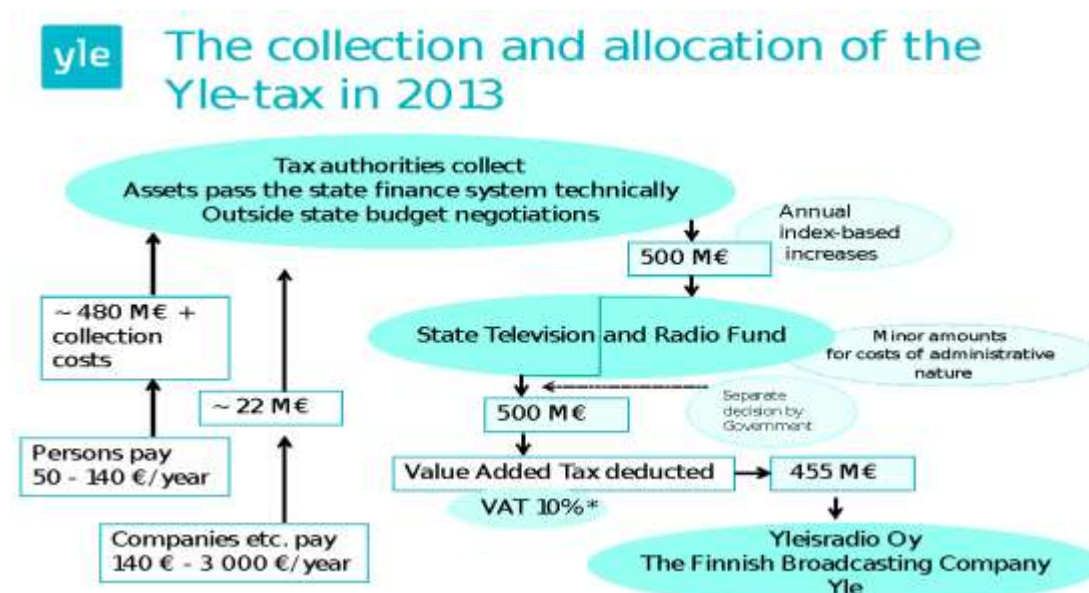 yle
The collection and allocation of the
Yle-tax in 2013
Tax authorities collect
Assets pass the state finance system technically
Outside state budget negotiations
Annual
index-based
increases
500 M€
~ 480 M€ +
collection
costs
State Television and Radio Fund
Minor amounts
for costs of administrative
nature
~ 22 M€
500 M€
Separate
decision by
Government
Persons pay
50 - 140 €/year
Value Added Tax deducted
455 M€
VAT 10%*
Companies etc. pay
140 € - 3 000 €/year
Yleisradio Oy
The Finnish Broadcasting Company
Yle